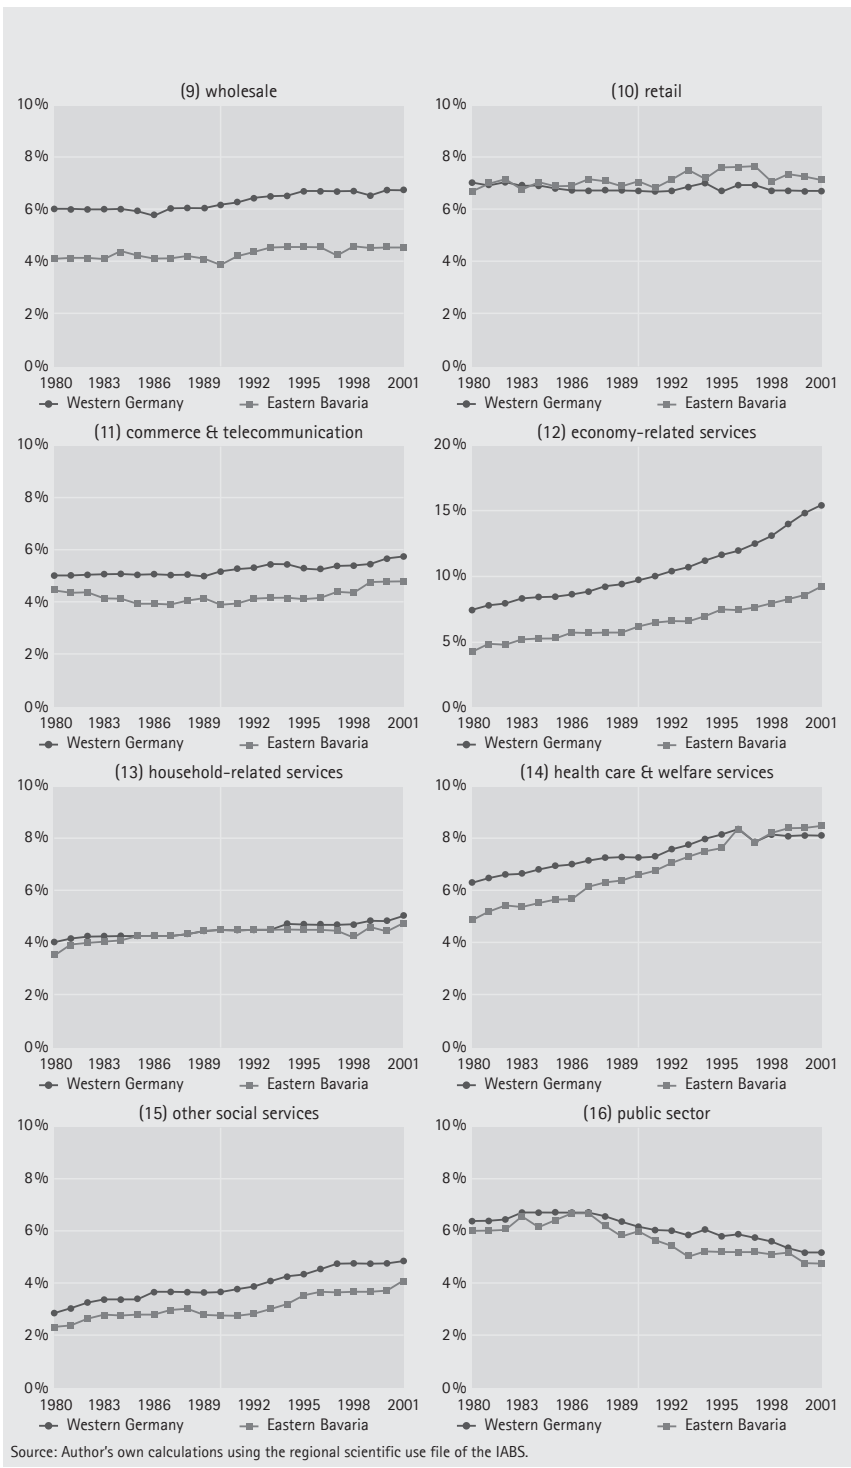 (9) wholesale
10%
8%
6%
4%
2%
0%
1980 1983 1986 1989 1992 1995 1998 2001
Western Germany Eastern Bavaria
(10) retail
10%
8%
6%
4%
2%
0%
1980 1983 1986 1989 1992 1995 1998 2001
Western Germany Eastern Bavaria
(11) commerce & telecommunication
10%
8%
6%
4%
2%
0%
1980 1983 1986 1989 1992 1995 1998 2001
Western Germany Eastern Bavaria
(12) economy-related services
20%
15%
10%
5%
0%
1980 1983 1986 1989 1992 1995 1998 2001
Western Germany Eastern Bavaria
(13) household-related services
10%
8%
6%
4%
2%
0%
1980 1983 1986 1989 1992 1995 1998 2001
Western Germany Eastern Bavaria
(14) health care & welfare services
10%
8%
6%
4%
2%
0%
1980 1983 1986 1989 1992 1995 1998 2001
Western Germany Eastern Bavaria
(15) other social services
10%
8%
6%
4%
2%
0%
1980 1983 1986 1989 1992 1995 1998 2001
Western Germany Eastern Bavaria
(16) public sector
10%
8%
6%
4%
2%
0%
1980 1983 1986 1989 1992 1995 1998 2001
Western Germany Eastern Bavaria
Source: Author's own calculations using the regional scientific use file of the IABS.